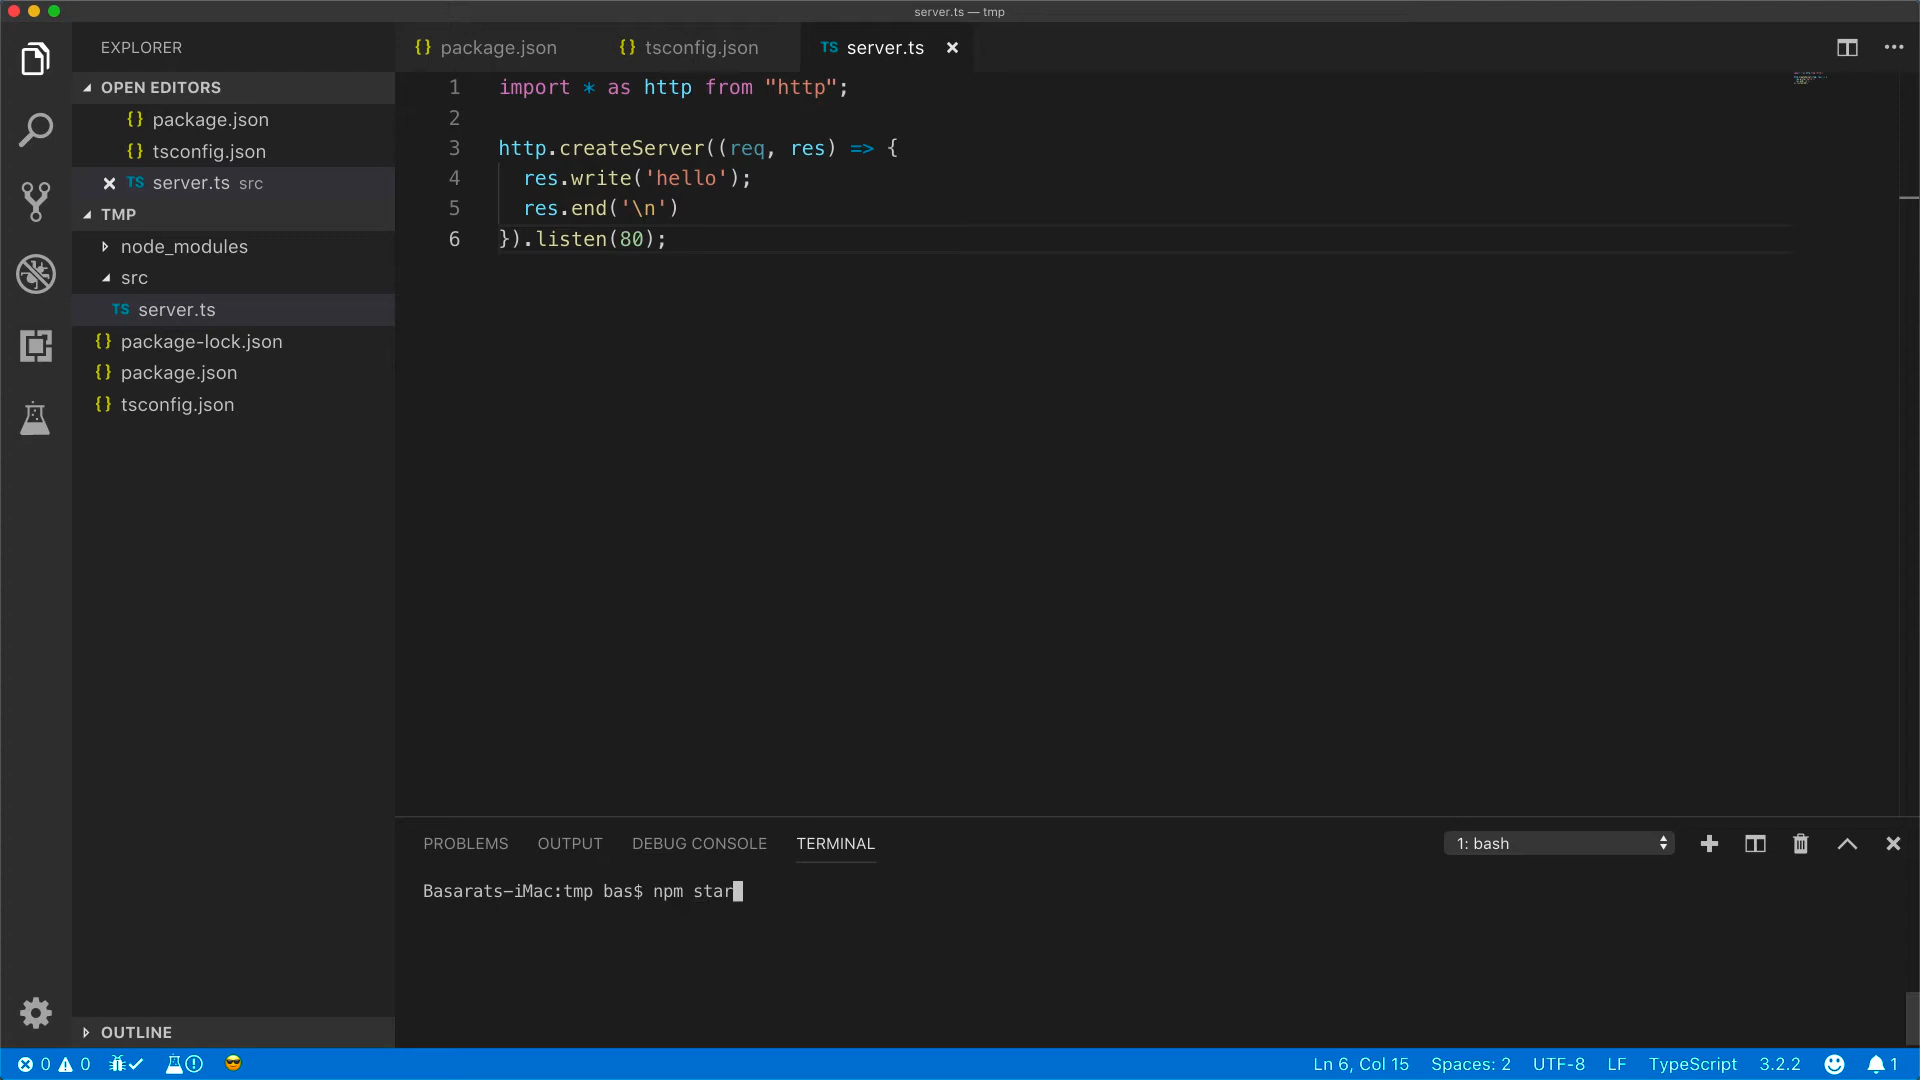 server.ts — tmp
EXPLORER
OPEN EDITORS
{} package.json
{} tsconfig.json
TS server.ts src
TMP
node_modules
src
TS server.ts
{} package-lock.json
{} package.json
{} tsconfig.json
OUTLINE
{} package.json {} tsconfig.json TS server.ts
1 import * as http from "http";
2
3 http.createServer((req, res) => {
4 res.write('hello');
5 res.end('\n')
6 }).listen(80);
PROBLEMS OUTPUT DEBUG CONSOLE TERMINAL 1: bash
Basarats-iMac:tmp bas$ npm star
0 0 Ln 6, Col 15 Spaces: 2 UTF-8 LF TypeScript 3.2.2 1